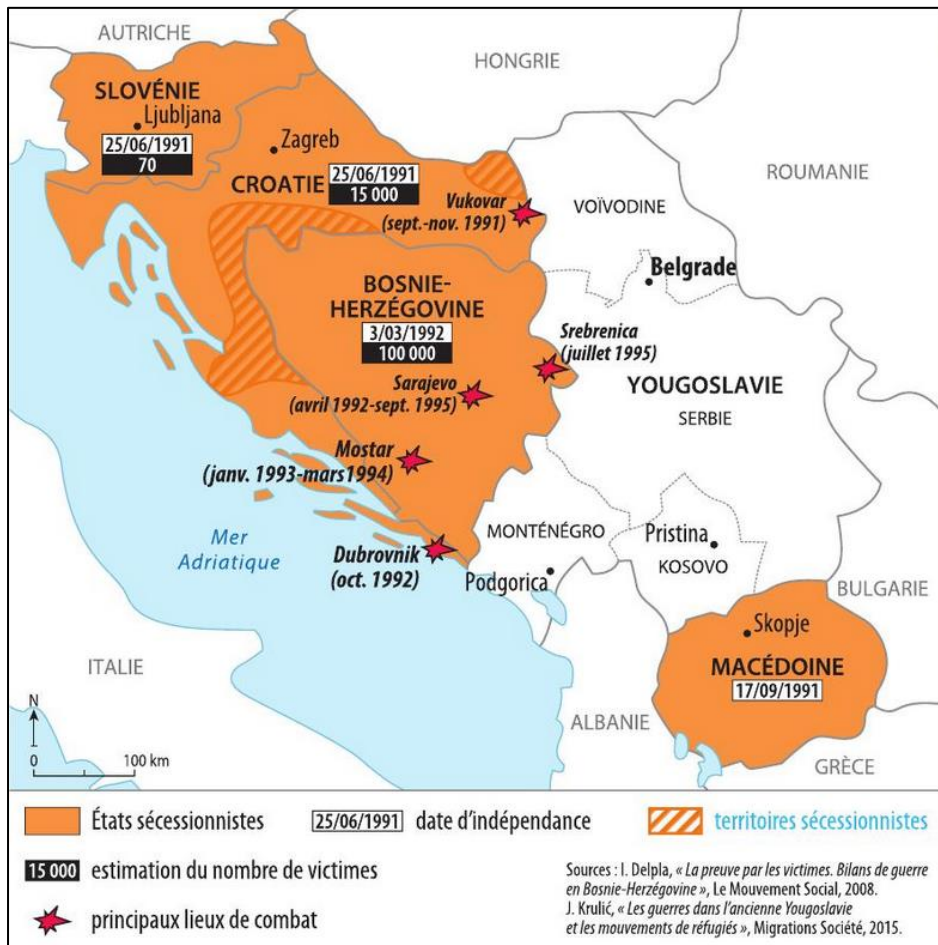 AUTRICHE
HONGRIE
SLOVÉNIE
Ljubljana
25/06/1991
70
Zagreb
CROATIE
25/06/1991
15 000
ROUMANIE
Vukovar
(sept.-nov. 1991)
VOÏVODINE
Belgrade
BOSNIE-
HERZÉGOVINE
3/03/1992
100 000
Srebrenica
(juillet 1995)
Sarajevo
(avril 1992-sept. 1995)
YOUGOSLAVIE
SERBIE
Mostar
(janv. 1993-mars1994)
Mer
Adriatique
Dubrovnik
(oct. 1992)
MONTÉNÉGRO
Podgorica
Pristina
KOSOVO
BULGARIE
Skopje
MACÉDOINE
17/09/1991
ITALIE
ALBANIE
GRÈCE
N
0 100 km
États sécessionnistes
25/06/1991 date d'indépendance
territoires sécessionnistes
15 000 estimation du nombre de victimes
principaux lieux de combat
Sources : I. Delpla, « La preuve par les victimes. Bilans de guerre
en Bosnie-Herzégovine », Le Mouvement Social, 2008.
J. Krulić, « Les guerres dans l'ancienne Yougoslavie
et les mouvements de réfugiés », Migrations Société, 2015.